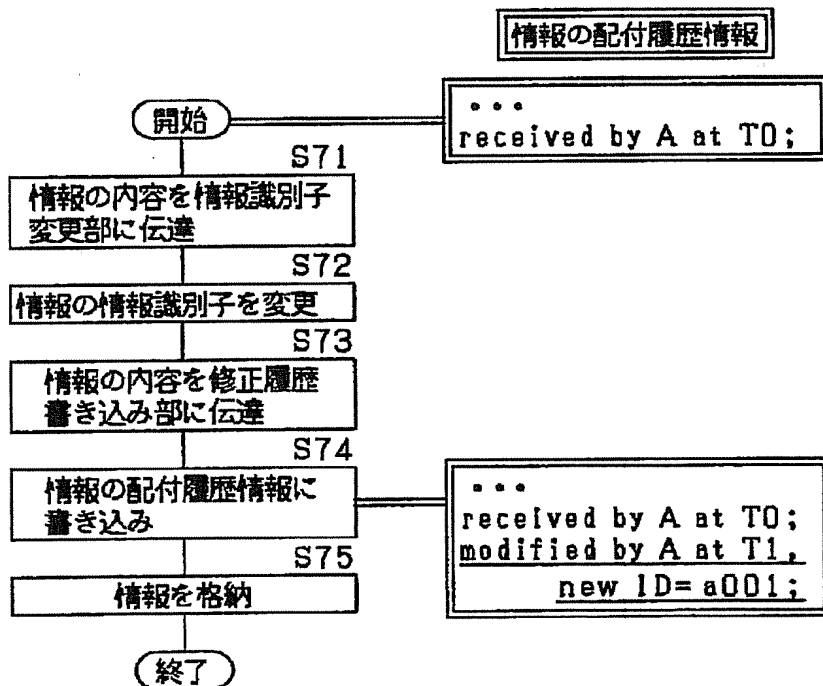 情報の配付履歴情報
開始
•••
received by A at T0;
S71
情報の内容を情報識別子
変更部に伝達
S72
情報の情報識別子を変更
S73
情報の内容を修正履歴
書き込み部に伝達
S74
情報の配付履歴情報に
書き込み
•••
received by A at T0;
modified by A at T1,
new ID=a001;
S75
情報を格納
終了